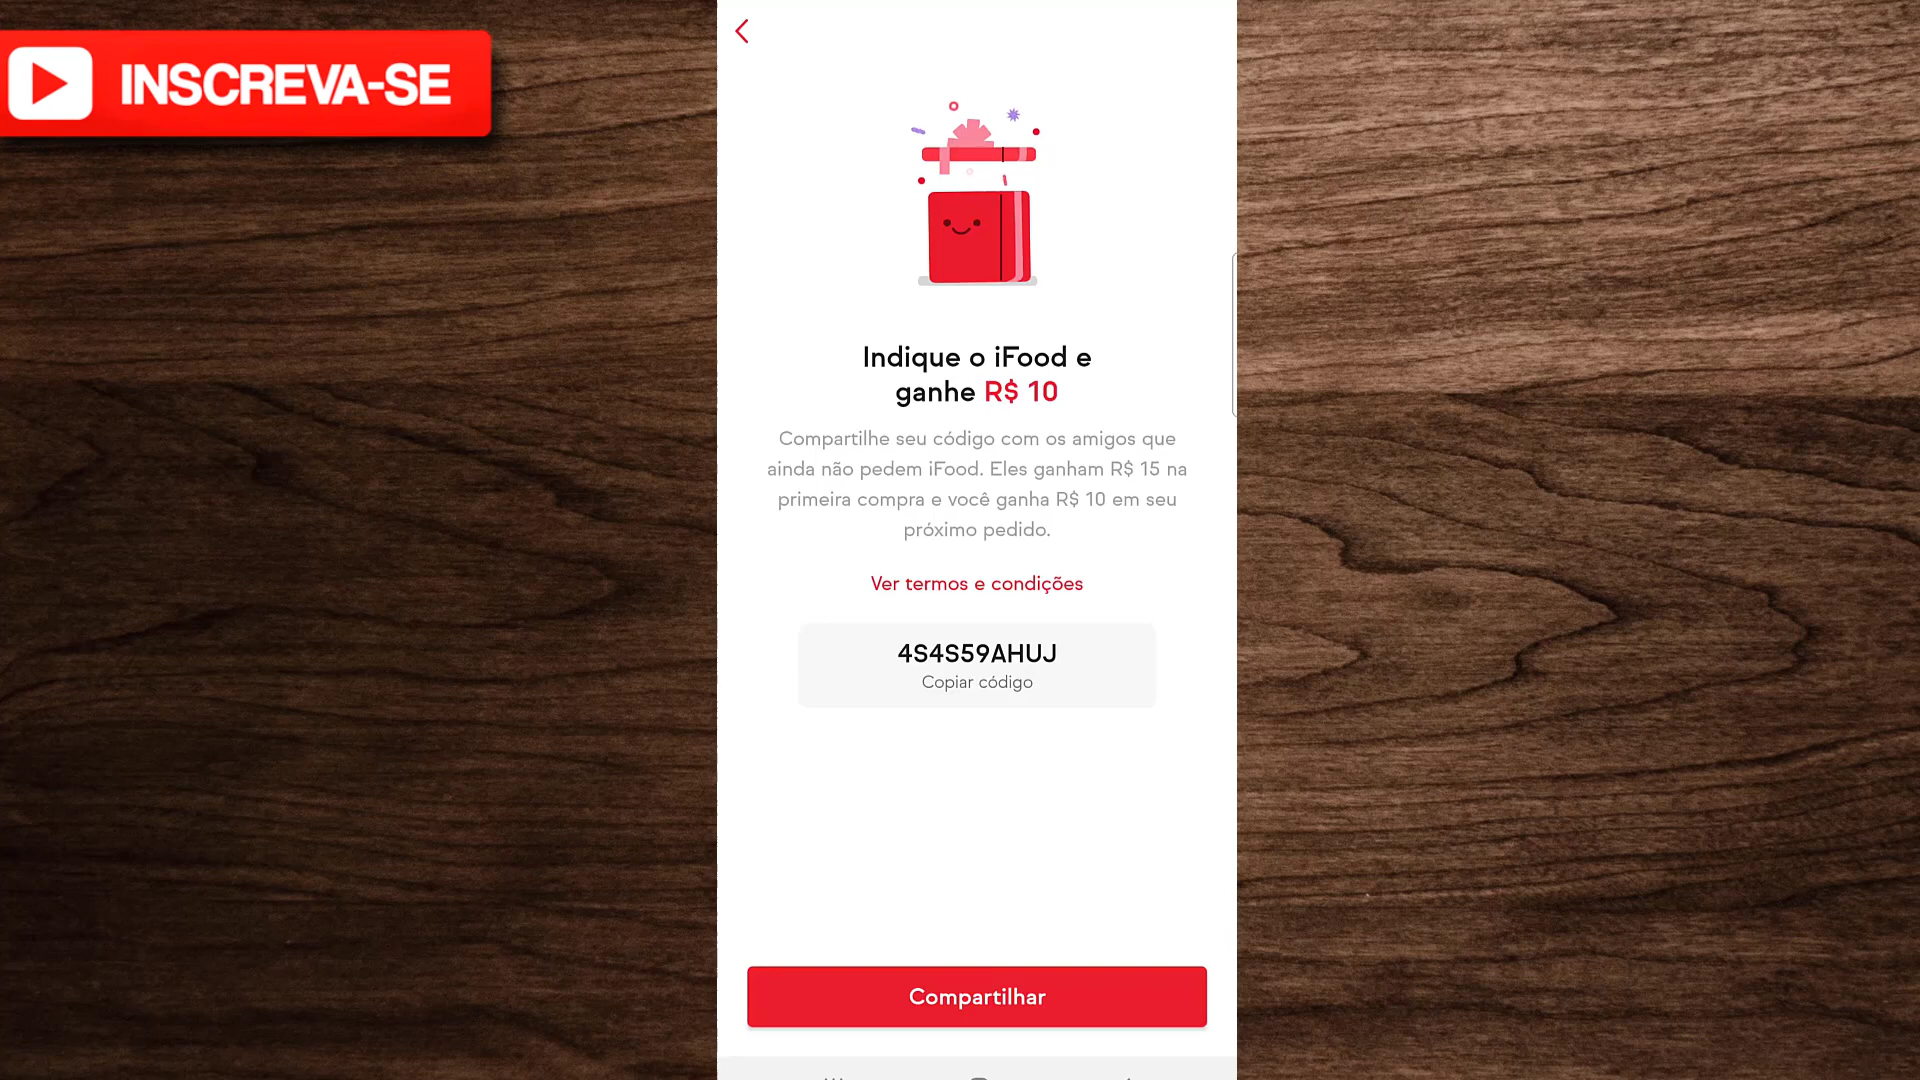 INSCREVA-SE
Indique o iFood e
ganhe R$ 10
Compartilhe seu código com os amigos que
ainda não pedem iFood. Eles ganham R$ 15 na
primeira compra e você ganha R$ 10 em seu
próximo pedido.
Ver termos e condições
4S4S59AHUJ
Copiar código
Compartilhar